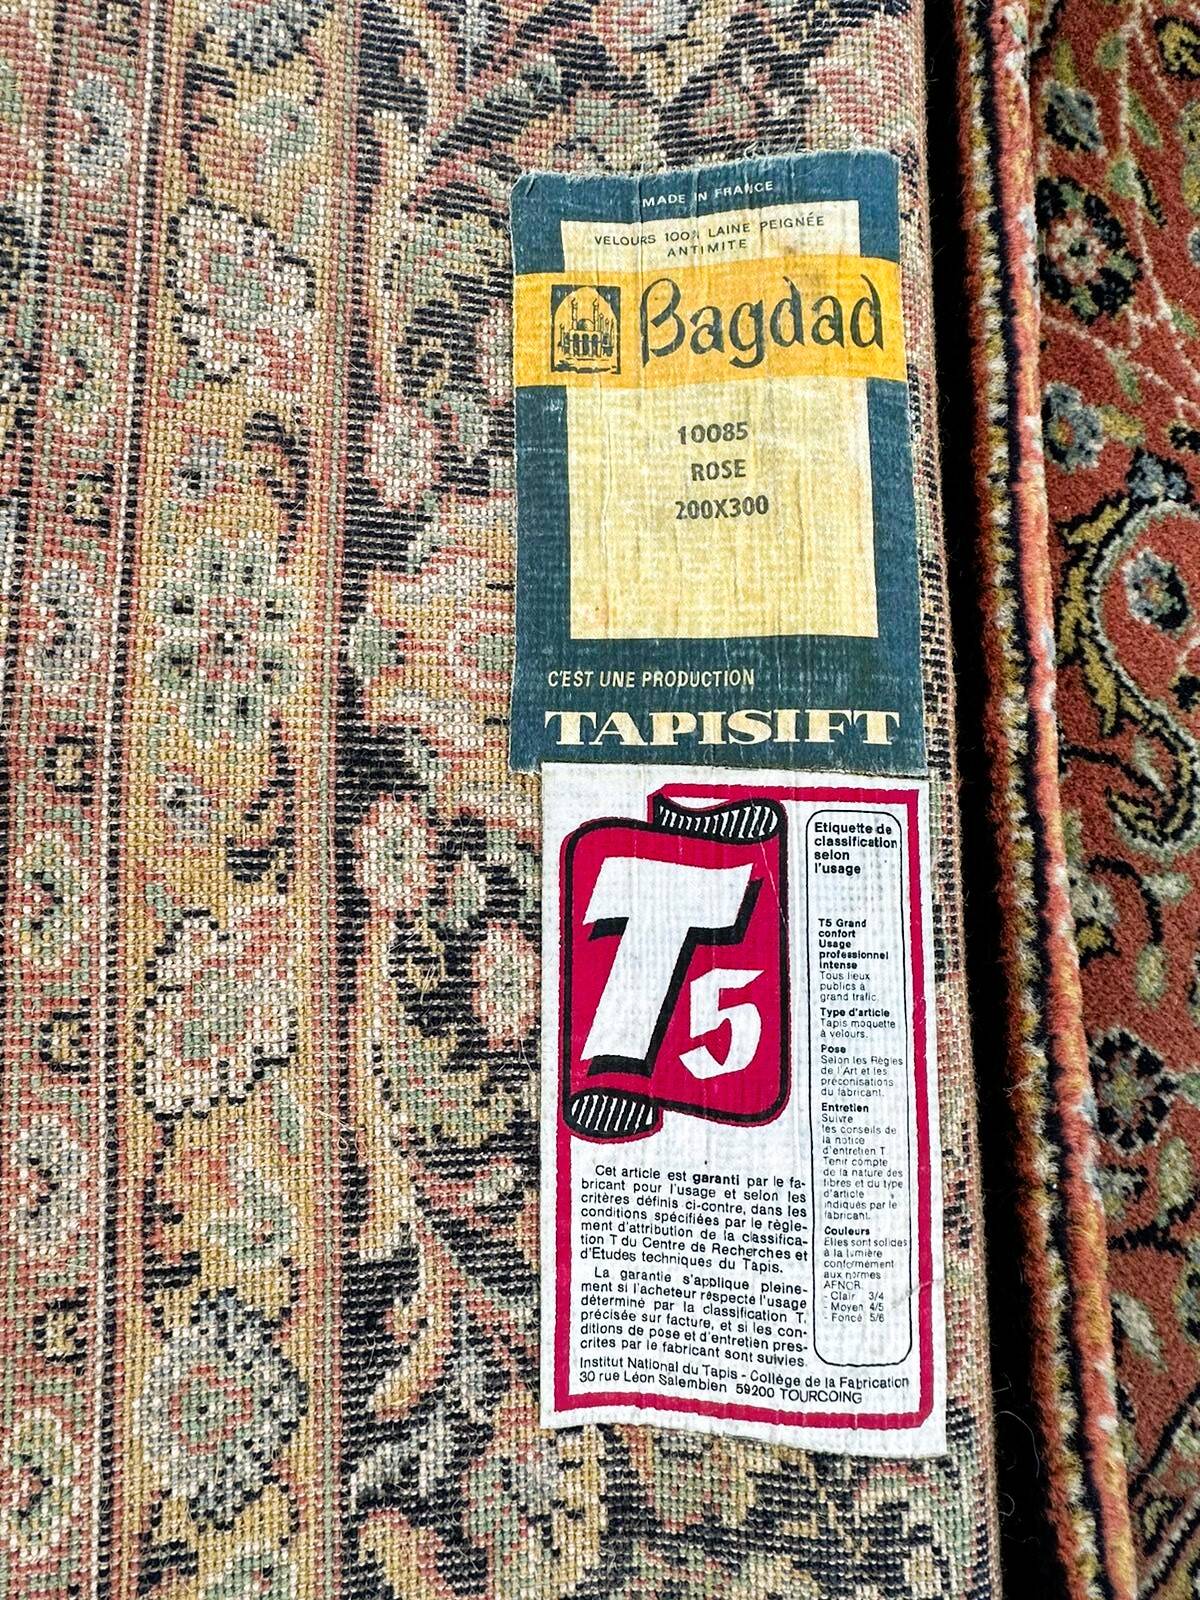 MADE IN FRANCE
VELOURS 100% LAINE PEIGNÉE
ANTIMITE
Bagdad
10085
ROSE
200X300
C'EST UNE PRODUCTION
TAPISIFT
T5
Etiquette de
classification
selon
l'usage
T5 Grand
confort
Usage
professionnel
intense
Tous lieux
publics à
grand trafic.
Type d'article
Tapis moquette
à velours.
Pose
Selon les Règles
de l'Art et les
préconisations
du fabricant.
Entretien
Suivre
les conseils de
la notice
d'entretien T
Tenir compte
de la nature des
fibres et du type
d'article
indiqués par le
fabricant.
Couleurs
Elles sont solides
à la lumière
conformément
aux normes
AFNOR.
- Clair 3/4
- Moyen 4/5
- Foncé 5/6
Cet article est garanti par le fa-
bricant pour l'usage et selon les
critères définis ci-contre, dans les
conditions spécifiées par le règle-
ment d'attribution de la classifica-
tion T du Centre de Recherches et
d'Etudes techniques du Tapis.
La garantie s'applique pleine-
ment si l'acheteur respecte l'usage
déterminé par la classification T,
précisée sur facture, et si les con-
ditions de pose et d'entretien pres-
crites par le fabricant sont suivies.
Institut National du Tapis - Collège de la Fabrication
30 rue Léon Salembien 59200 TOURCOING